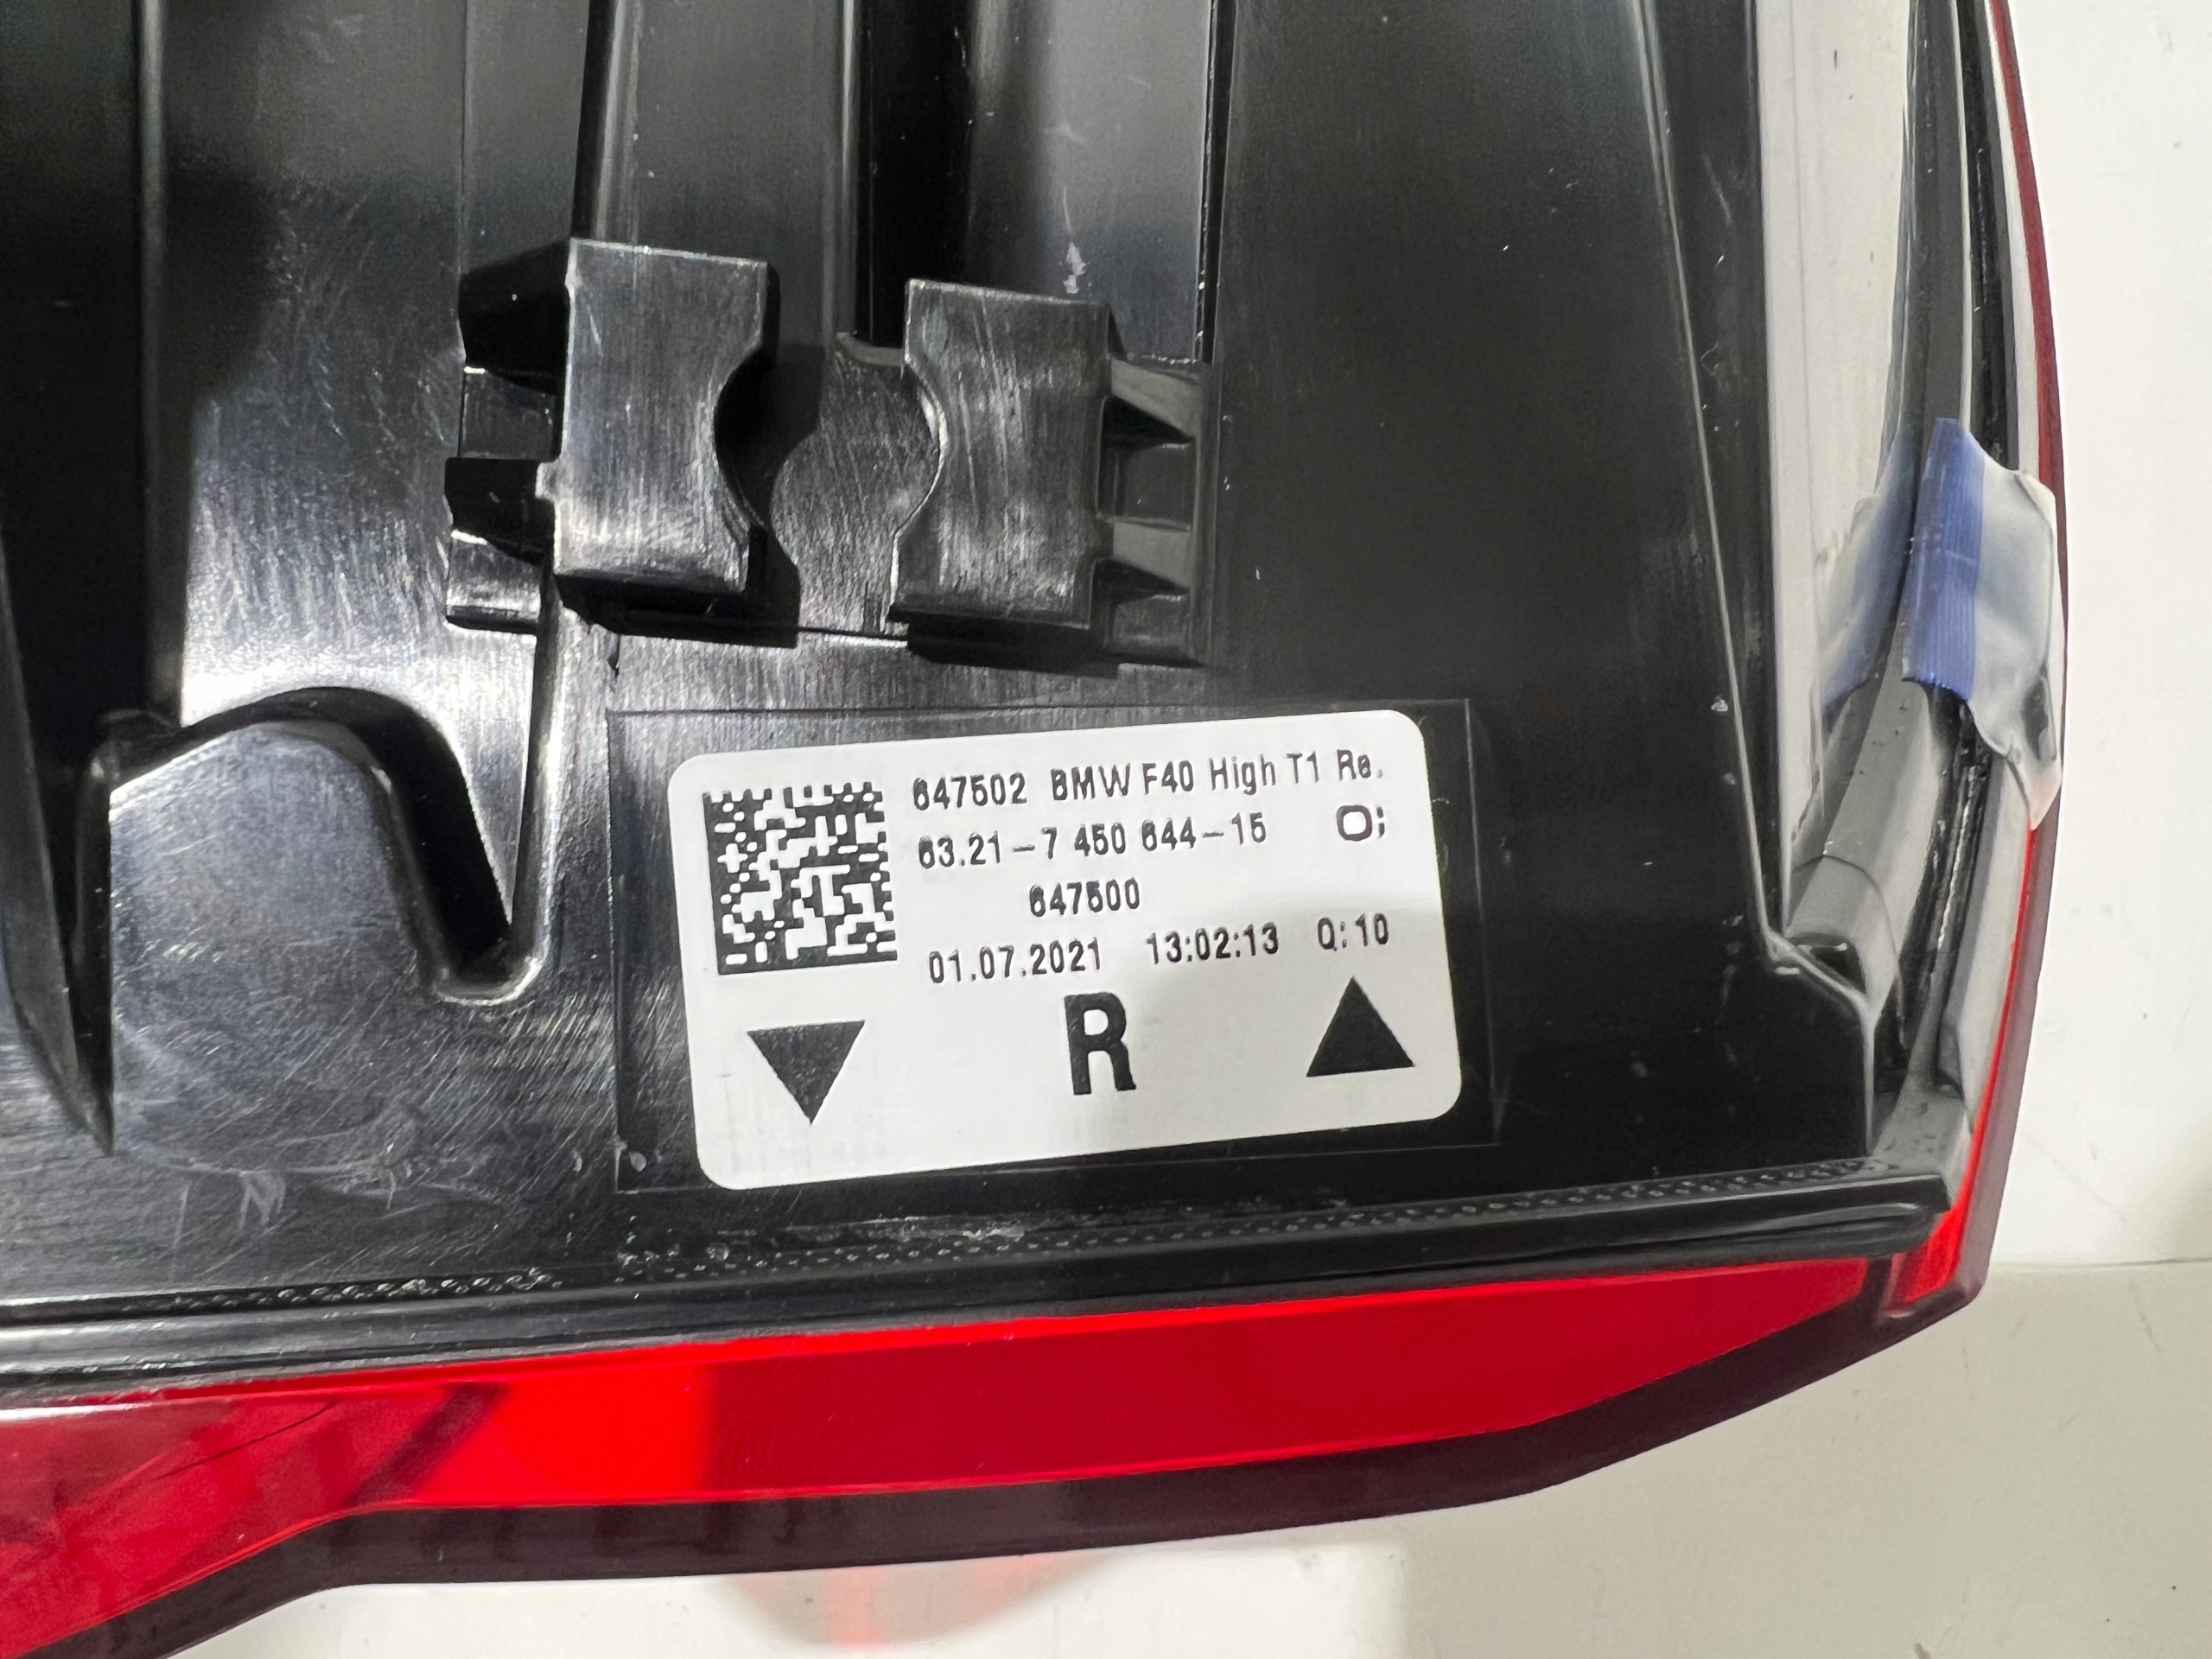 647502 BMW F40 High T1 Re.
63.21-7 450 644-15 O;
647500
01.07.2021 13:02:13 Q:10
R